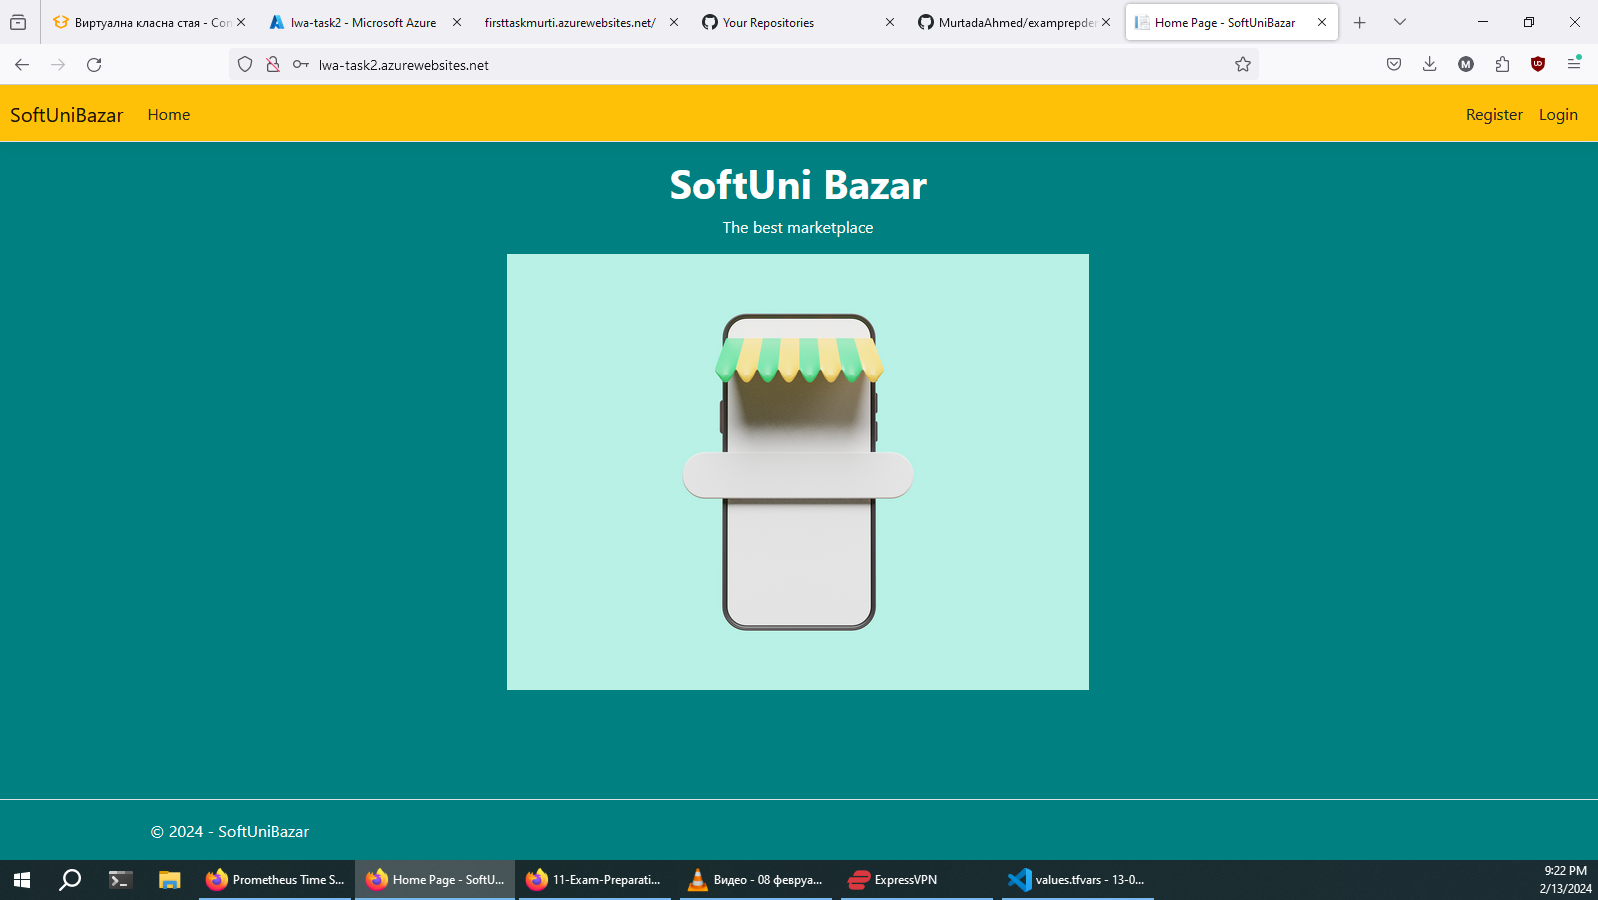 Виртуална класна стая - Con
lwa-task2 - Microsoft Azure
firsttaskmurti.azurewebsites.net/
Your Repositories
MurtadaAhmed/examprepder
Home Page - SoftUniBazar
lwa-task2.azurewebsites.net
M
UD
SoftUniBazar
Home
Register
Login
SoftUni Bazar
The best marketplace
© 2024 - SoftUniBazar
Prometheus Time S...
Home Page - SoftU...
11-Exam-Preparati...
Видео - 08 февруа...
ExpressVPN
values.tfvars - 13-0...
9:22 PM
2/13/2024